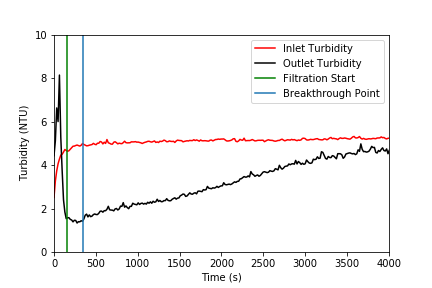 10
8
6
4
2
0
Turbidity (NTU)
Inlet Turbidity
Outlet Turbidity
Filtration Start
Breakthrough Point
0 500 1000 1500 2000 2500 3000 3500 4000
Time (s)